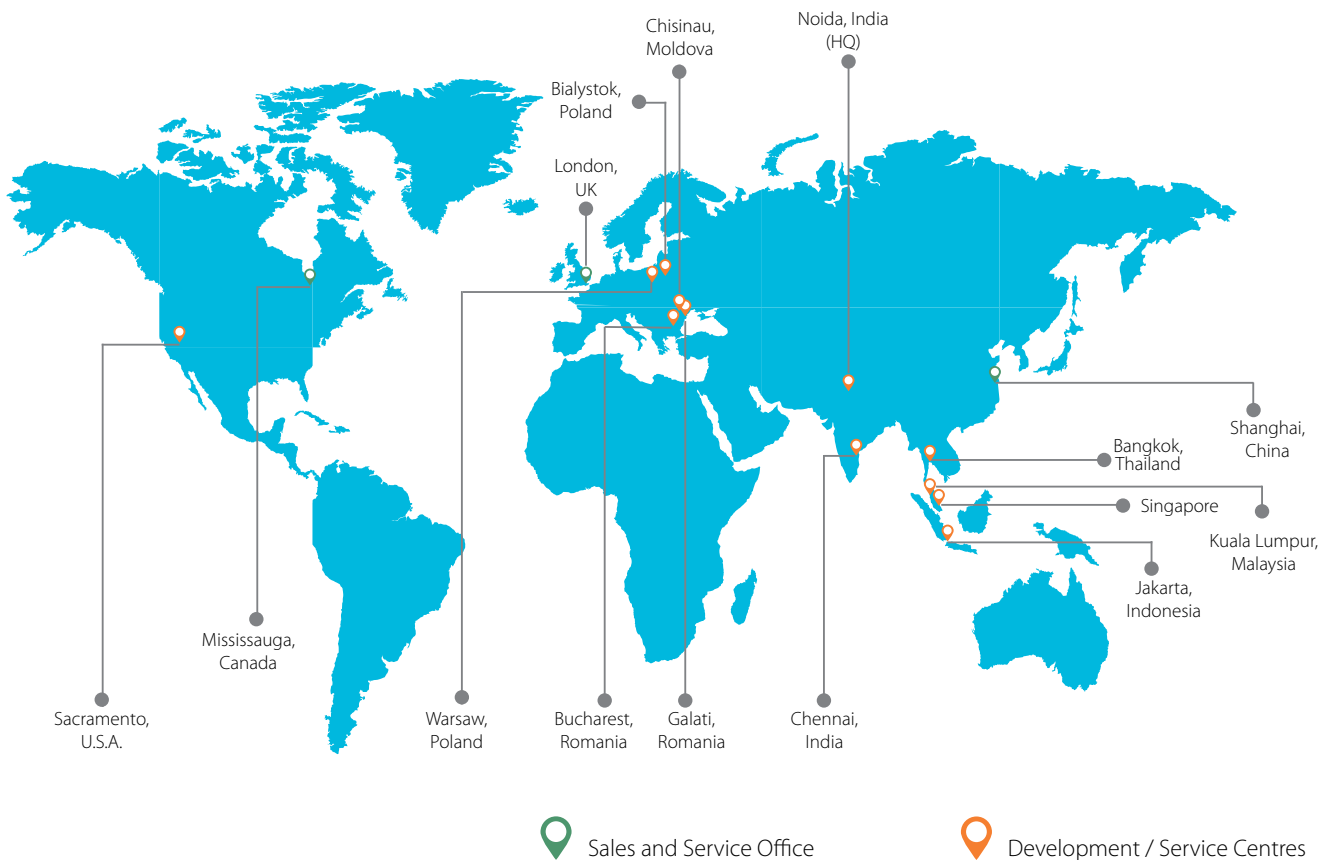 Noida, India
(HQ)
Chisinau,
Moldova
Bialystok,
Poland
London,
UK
Shanghai,
China
Bangkok,
Thailand
Singapore
Kuala Lumpur,
Malaysia
Jakarta,
Indonesia
Mississauga,
Canada
Sacramento,
U.S.A.
Warsaw,
Poland
Bucharest,
Romania
Galati,
Romania
Chennai,
India
Sales and Service Office
Development / Service Centres